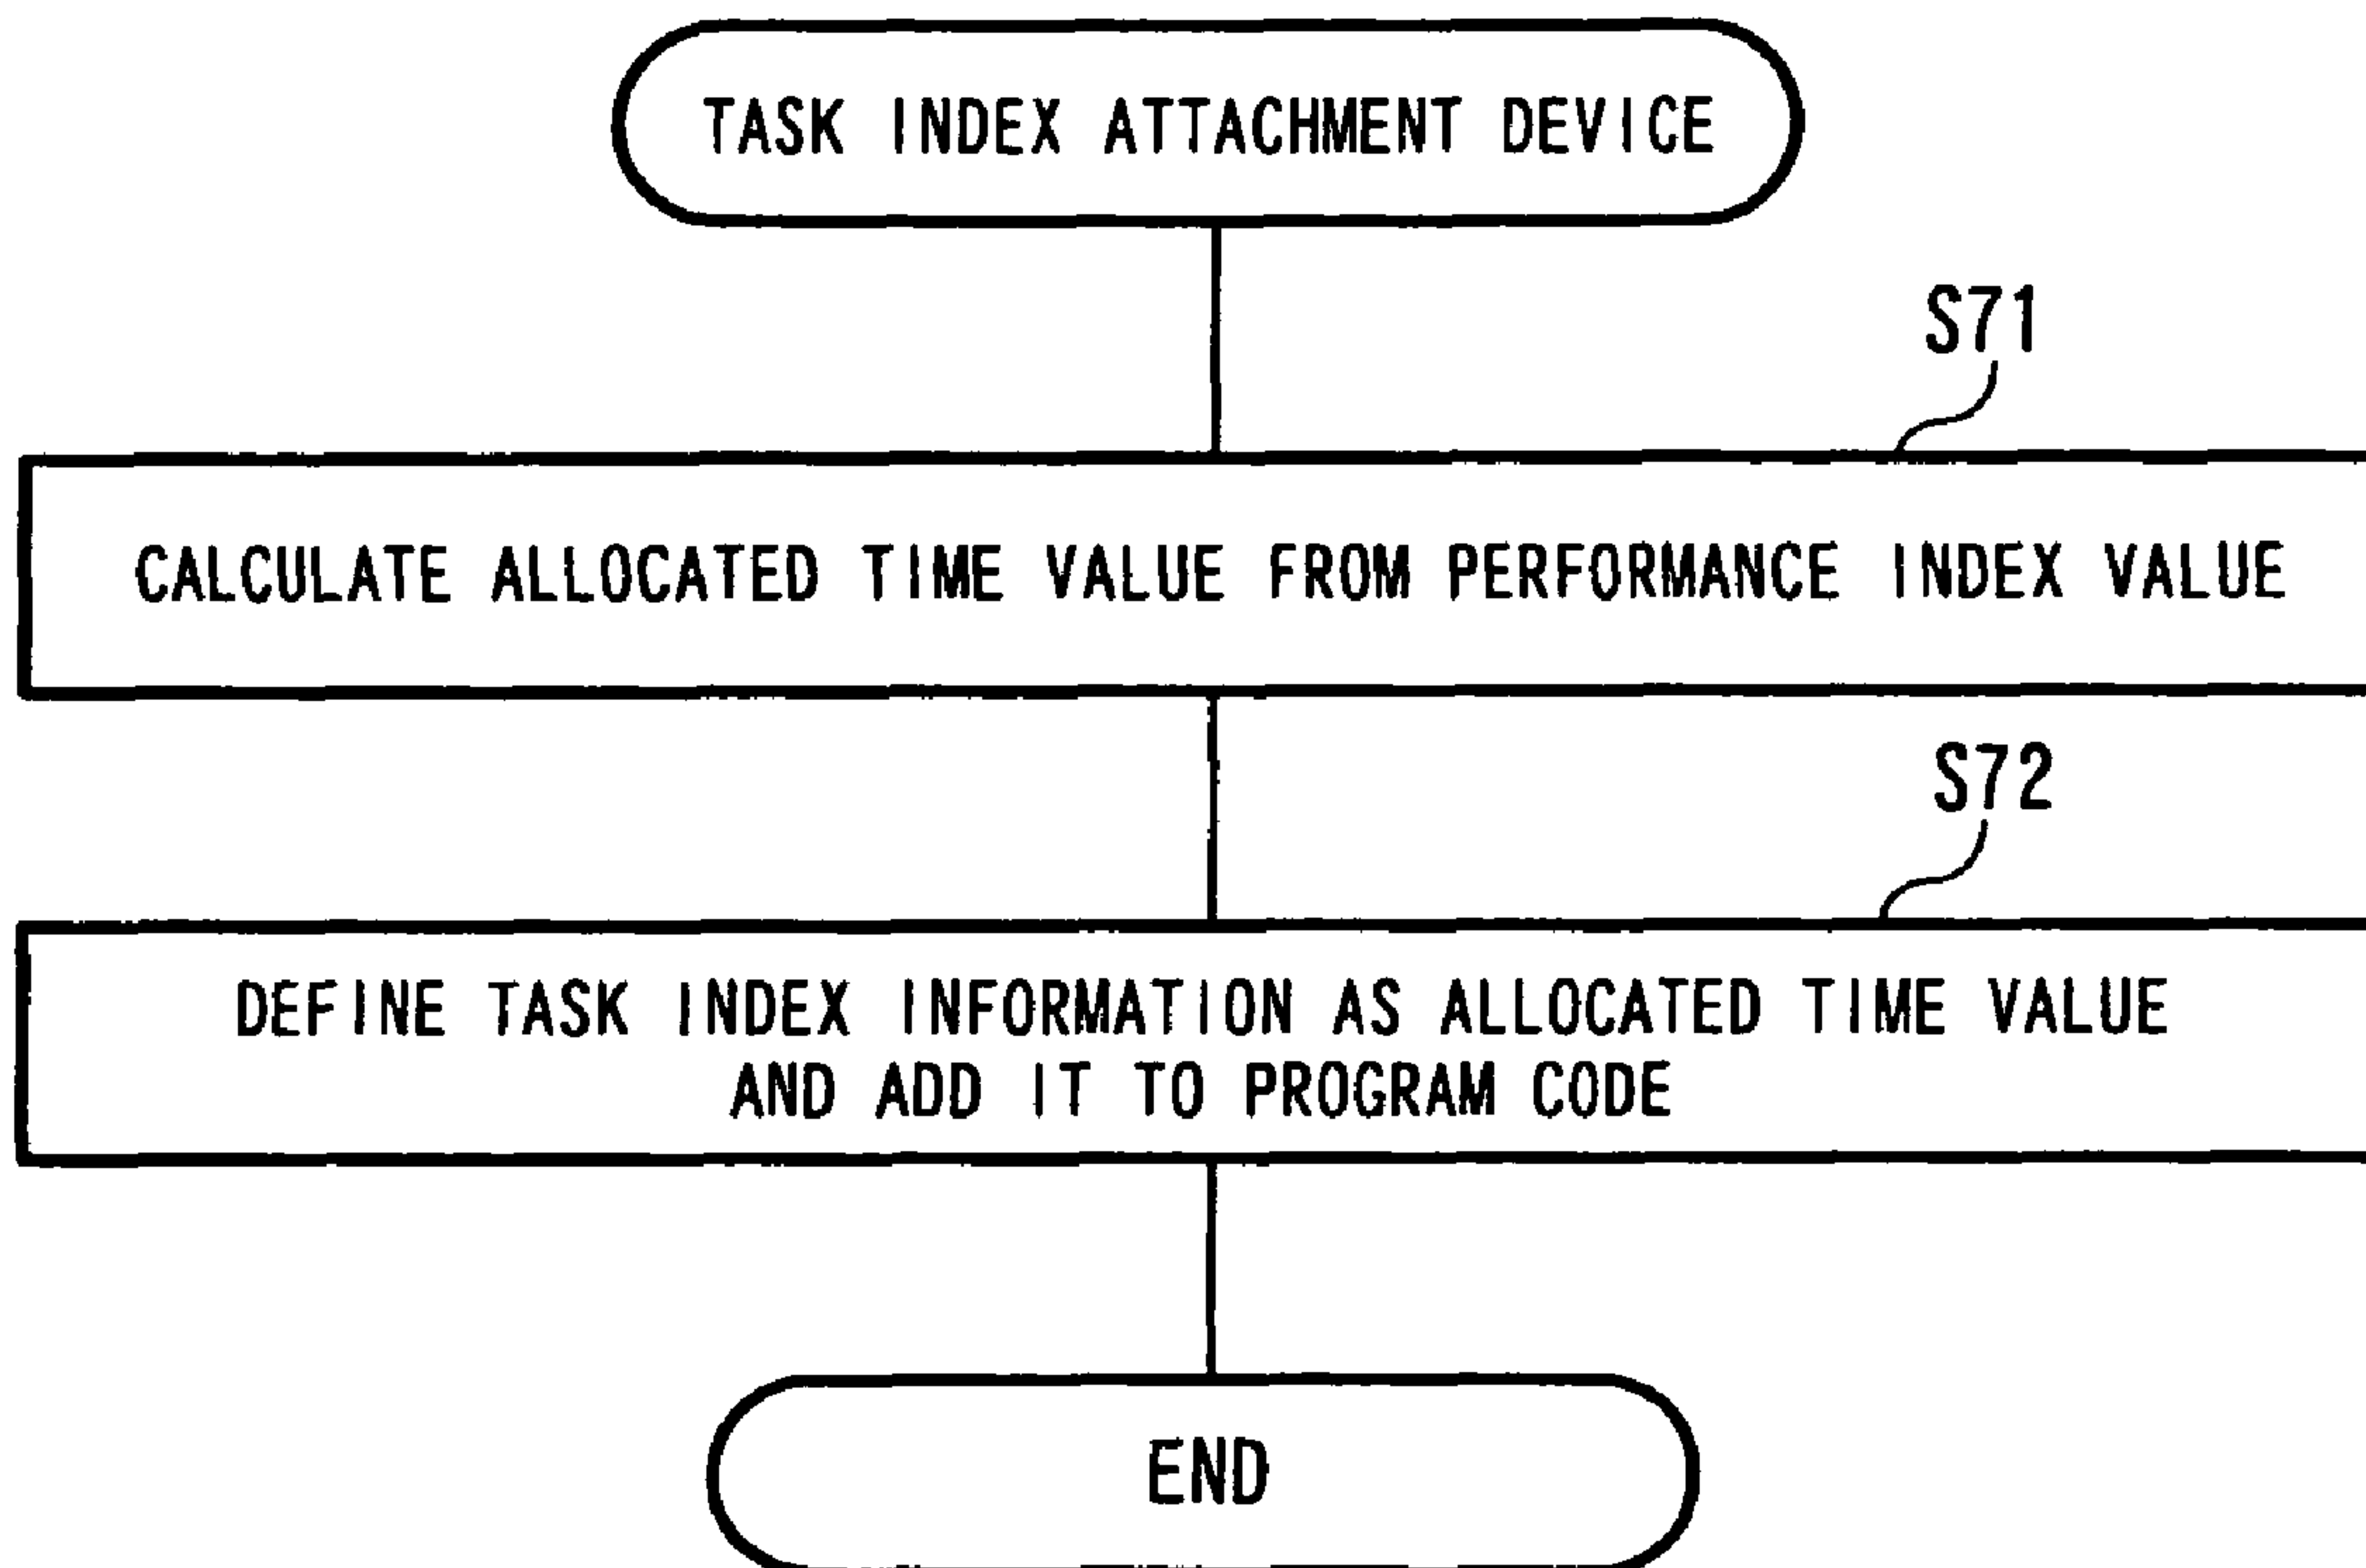 TASK INDEX ATTACHMENT DEVICE
S71
CALCULATE ALLOCATED TIME VALUE FROM PERFORMANCE INDEX VALUE
S72
DEFINE TASK INDEX INFORMATION AS ALLOCATED TIME VALUE
AND ADD IT TO PROGRAM CODE
END